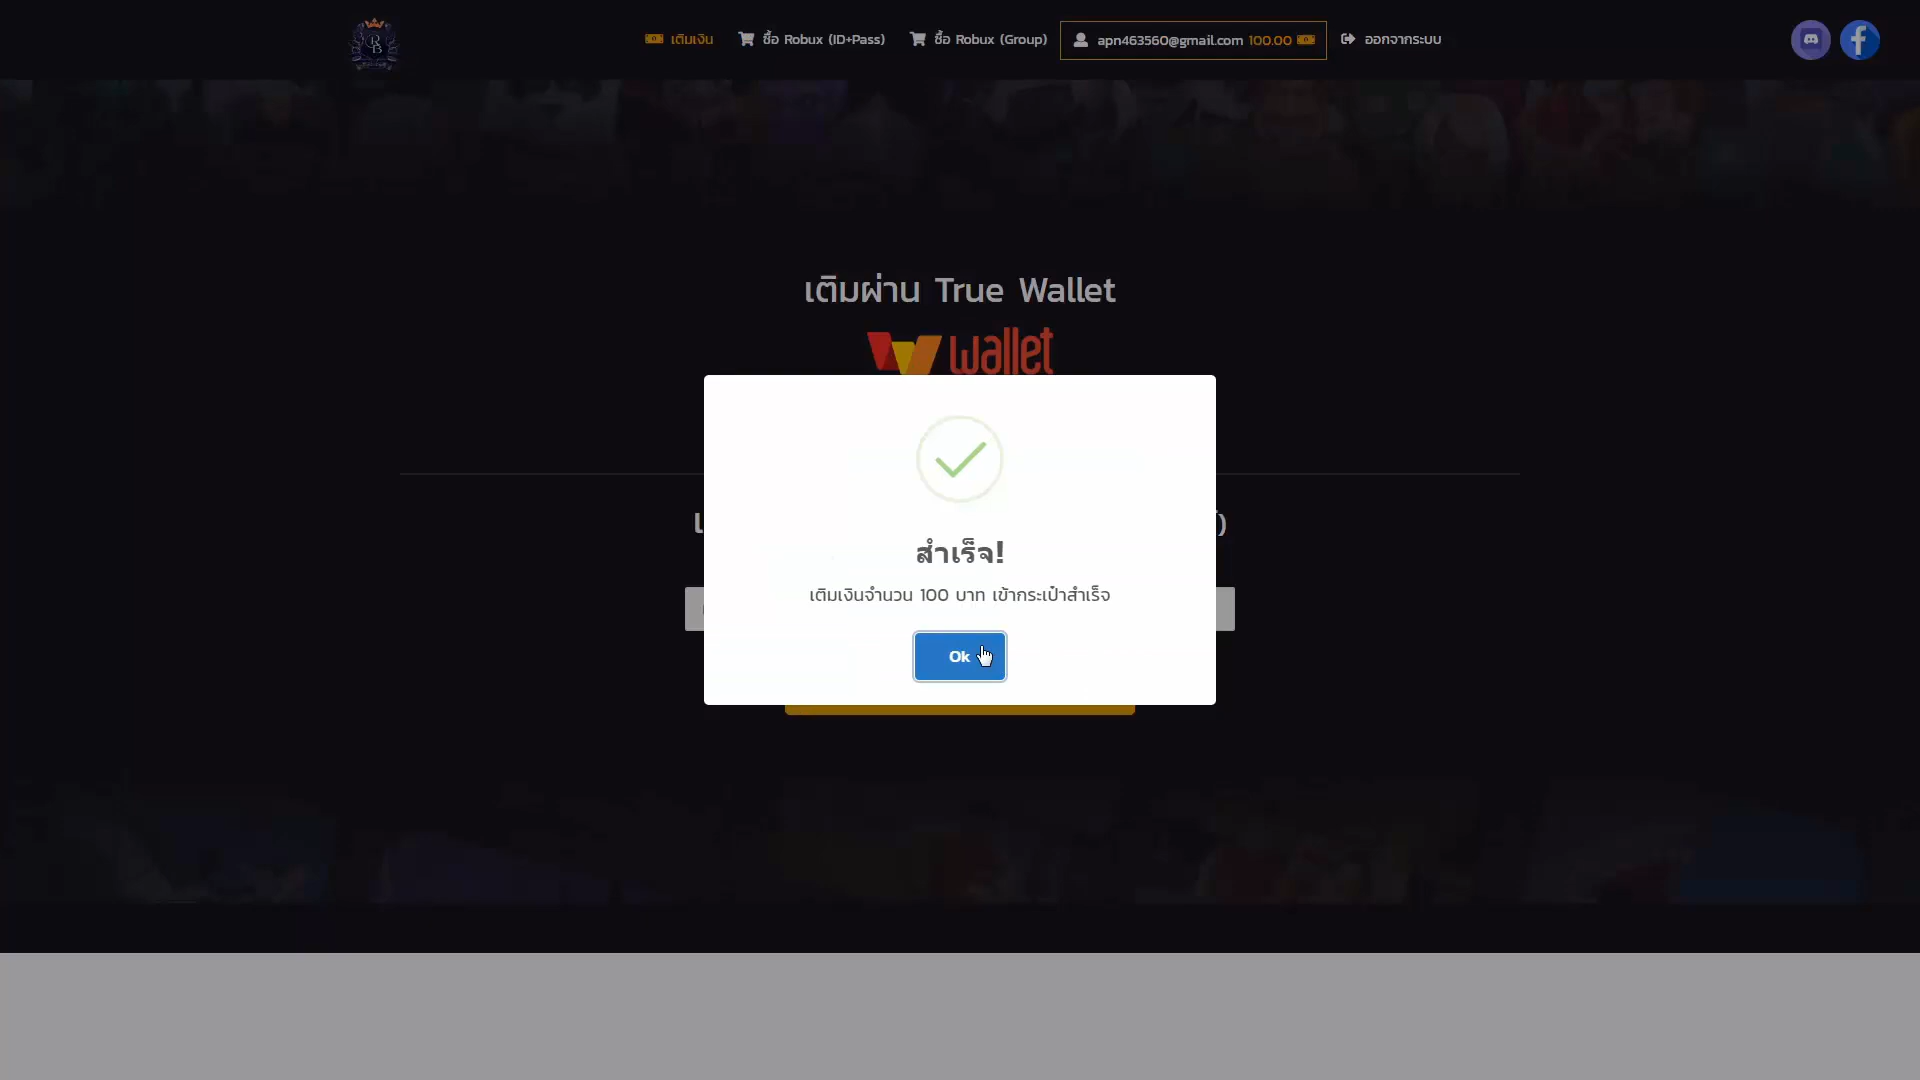 เติมเงิน
ซื้อ Robux (ID+Pass)
ซื้อ Robux (Group)
apn463560@gmail.com 100.00
ออกจากระบบ
เติมผ่าน True Wallet
wallet
สำเร็จ!
เติมเงินจำนวน 100 บาท เข้ากระเป๋าสำเร็จ
Ok